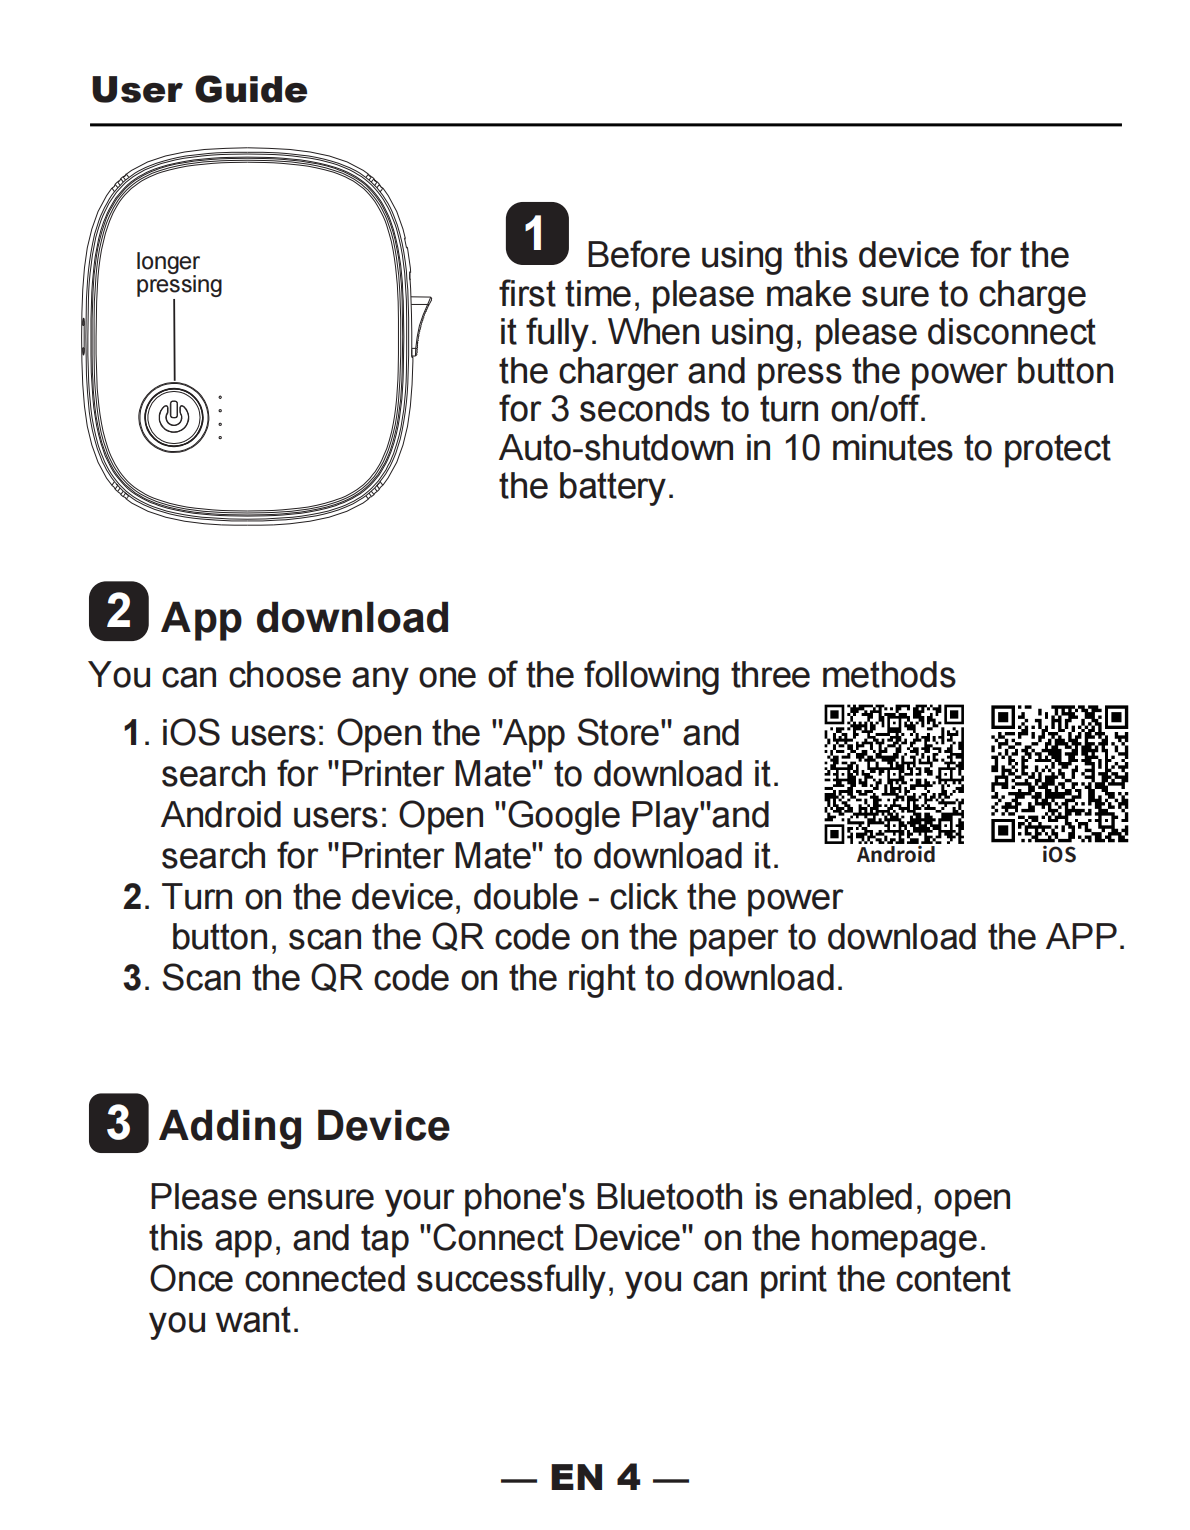 User Guide
longer
pressing
1 Before using this device for the
first time, please make sure to charge
it fully. When using, please disconnect
the charger and press the power button
for 3 seconds to turn on/off.
Auto-shutdown in 10 minutes to protect
the battery.
2 App download
You can choose any one of the following three methods
1. iOS users: Open the "App Store" and
search for "Printer Mate" to download it.
Android users: Open "Google Play"and
search for "Printer Mate" to download it.
Android
iOS
2. Turn on the device, double - click the power
button, scan the QR code on the paper to download the APP.
3. Scan the QR code on the right to download.
3 Adding Device
Please ensure your phone's Bluetooth is enabled, open
this app, and tap "Connect Device" on the homepage.
Once connected successfully, you can print the content
you want.
— EN 4 —